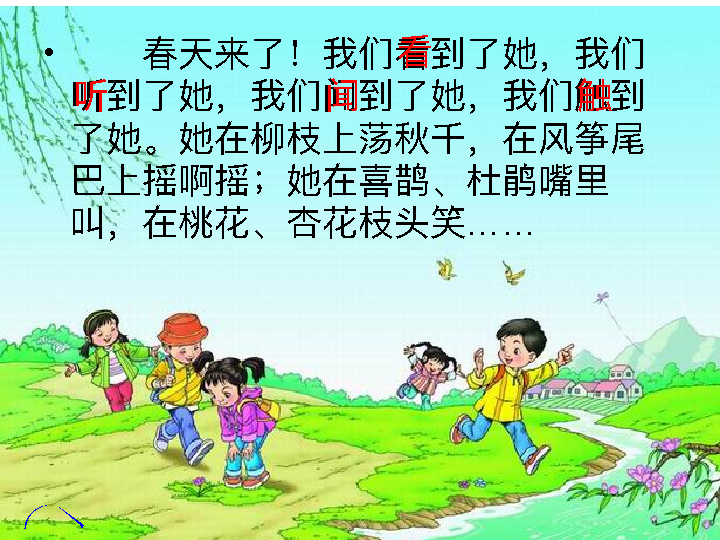 • 春天来了！我们看到了她，我们
听到了她，我们闻到了她，我们触到
了她。她在柳枝上荡秋千，在风筝尾
巴上摇啊摇；她在喜鹊、杜鹃嘴里
叫，在桃花、杏花枝头笑……